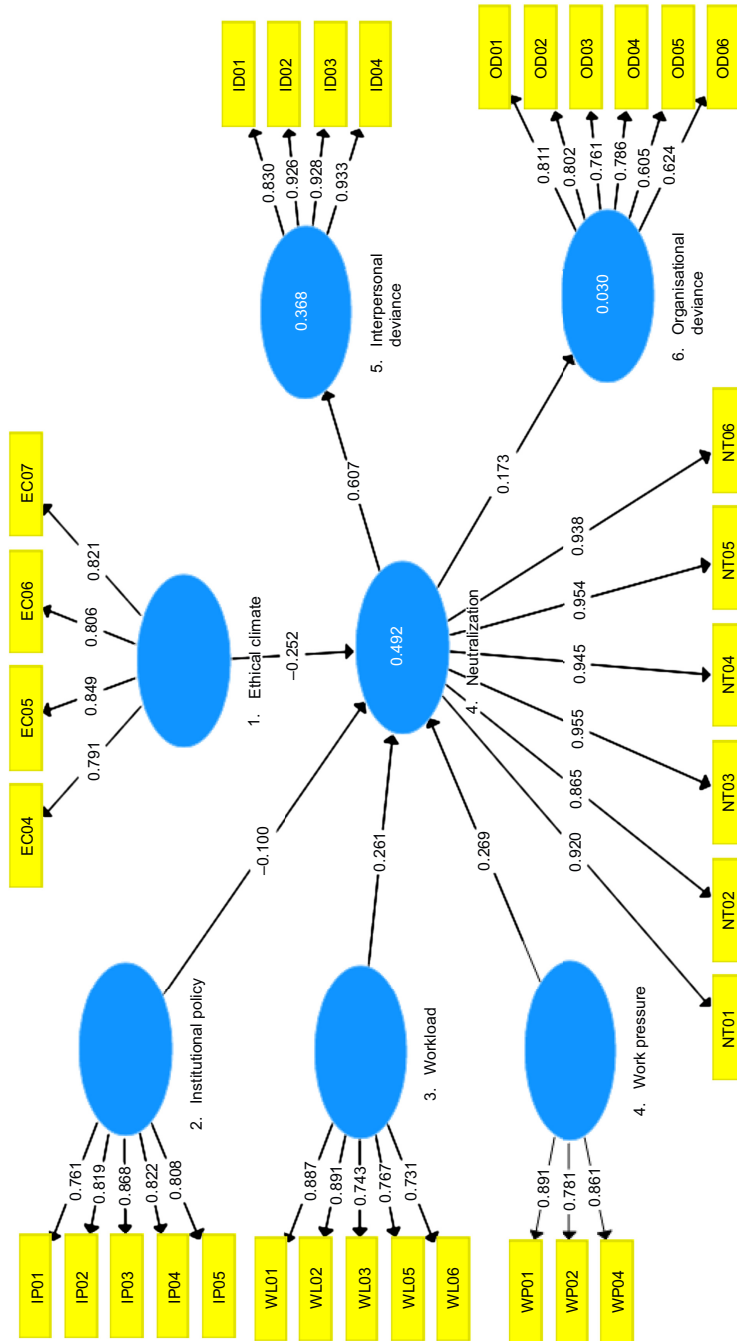 EC04
EC05
EC06
EC07
0.791
0.849
0.806
0.821
1. Ethical climate
–0.252
IP01
IP02
IP03
IP04
IP05
0.761
0.819
0.868
0.822
0.808
2. Institutional policy
–0.100
WL01
WL02
WL03
WL05
WL06
0.887
0.891
0.743
0.767
0.731
3. Workload
0.261
WP01
WP02
WP04
0.891
0.781
0.861
4. Work pressure
0.269
0.492
4. Neutralization
0.920
0.865
0.955
0.945
0.954
0.938
NT01
NT02
NT03
NT04
NT05
NT06
0.607
0.368
5. Interpersonal
deviance
0.830
0.926
0.928
0.933
ID01
ID02
ID03
ID04
0.173
0.030
6. Organisational
deviance
0.811
0.802
0.761
0.786
0.605
0.624
OD01
OD02
OD03
OD04
OD05
OD06